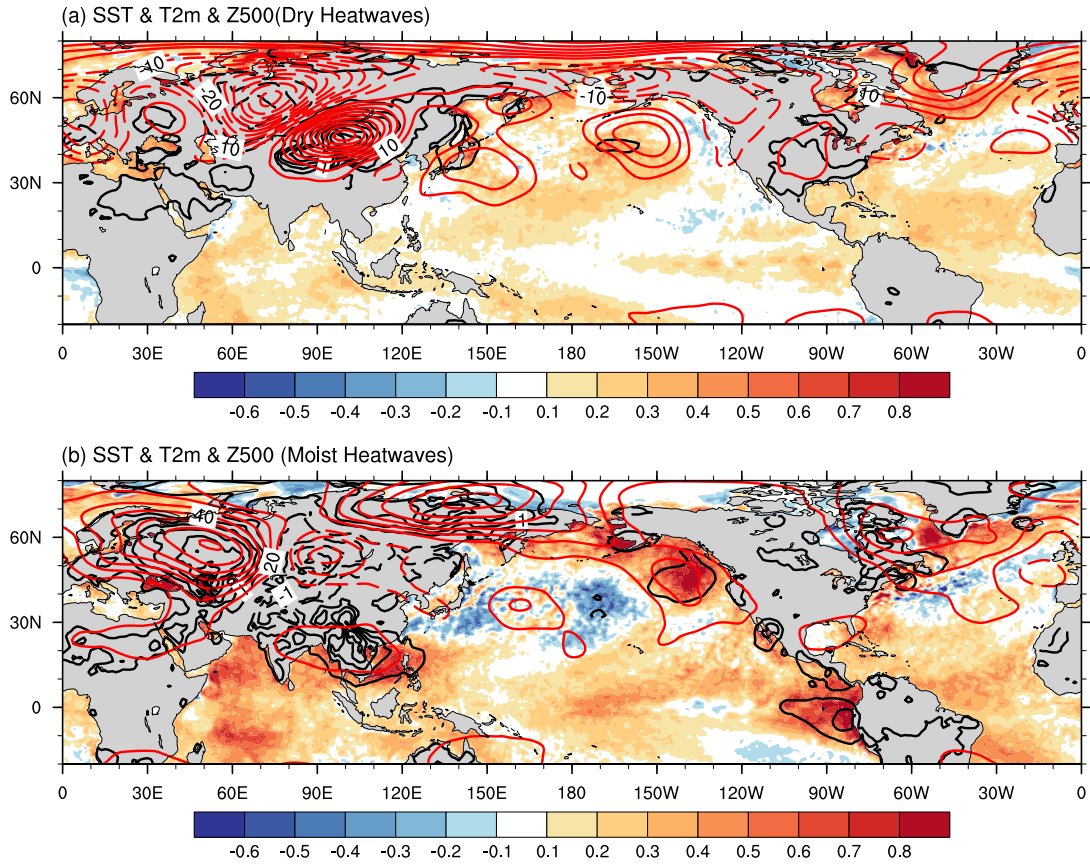 (a) SST & T2m & Z500(Dry Heatwaves)
10
-20
-10
10
-10
10
60N
30N
0
0 30E 60E 90E 120E 150E 180 150W 120W 90W 60W 30W 0
-0.6 -0.5 -0.4 -0.3 -0.2 -0.1 0.1 0.2 0.3 0.4 0.5 0.6 0.7 0.8
(b) SST & T2m & Z500 (Moist Heatwaves)
40
20
-1
1
60N
30N
0
0 30E 60E 90E 120E 150E 180 150W 120W 90W 60W 30W 0
-0.6 -0.5 -0.4 -0.3 -0.2 -0.1 0.1 0.2 0.3 0.4 0.5 0.6 0.7 0.8